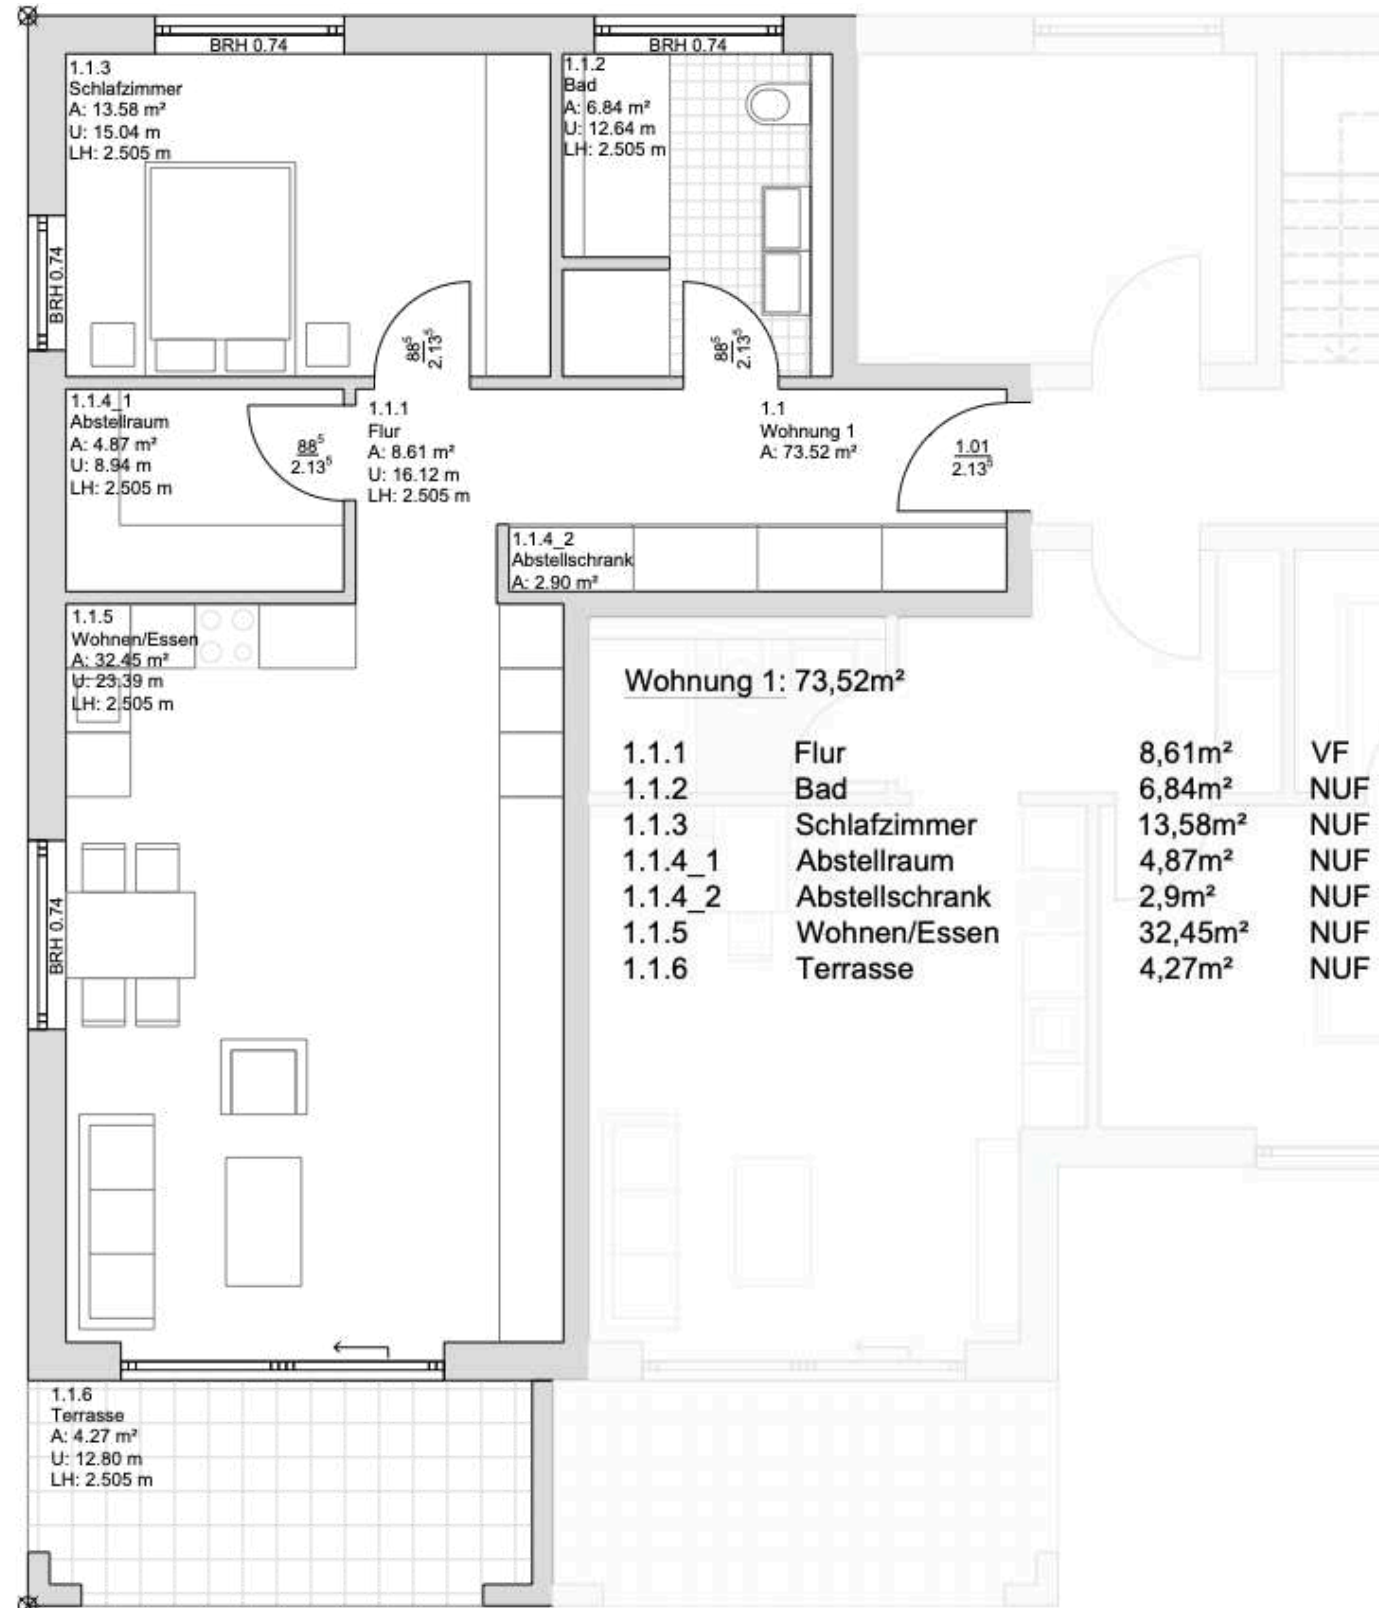 BRH 0.74
BRH 0.74
1.1.3
Schlafzimmer
A: 13.58 m²
U: 15.04 m
LH: 2.505 m
1.1.2
Bad
A: 6.84 m²
U: 12.64 m
LH: 2.505 m
BRH 0.74
88⁵
2.13⁵
88⁵
2.13⁵
1.1.4_1
Abstellraum
A: 4.87 m²
U: 8.94 m
LH: 2.505 m
88⁵
2.13⁵
1.1.1
Flur
A: 8.61 m²
U: 16.12 m
LH: 2.505 m
1.1
Wohnung 1
A: 73.52 m²
1.01
2.13⁵
1.1.4_2
Abstellschrank
A: 2.90 m²
1.1.5
Wohnen/Essen
A: 32.45 m²
U: 23.39 m
LH: 2.505 m
Wohnung 1: 73,52m²
1.1.1 Flur 8,61m² VF
1.1.2 Bad 6,84m² NUF
1.1.3 Schlafzimmer 13,58m² NUF
1.1.4_1 Abstellraum 4,87m² NUF
1.1.4_2 Abstellschrank 2,9m² NUF
1.1.5 Wohnen/Essen 32,45m² NUF
1.1.6 Terrasse 4,27m² NUF
BRH 0.74
1.1.6
Terrasse
A: 4.27 m²
U: 12.80 m
LH: 2.505 m